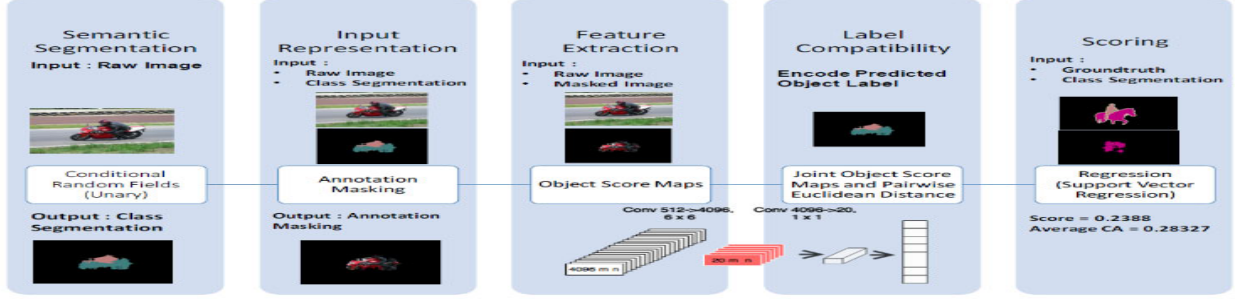 Semantic
Segmentation
Input : Raw Image
Conditional
Random Fields
(Unary)
Output : Class
Segmentation
Input
Representation
Input :
• Raw Image
• Class Segmentation
Annotation
Masking
Output : Annotation
Masking
Feature
Extraction
Input :
• Raw Image
• Masked Image
Object Score Maps
Conv 512->4096,
6 x 6
4096 m n
20 m n
Label
Compatibility
Encode Predicted
Object Label
Joint Object Score
Maps and Pairwise
Euclidean Distance
Conv 4096->20,
1 x 1
Scoring
Input :
• Groundtruth
• Class Segmentation
Regression
(Support Vector
Regression)
Score = 0.2388
Average CA = 0.28327